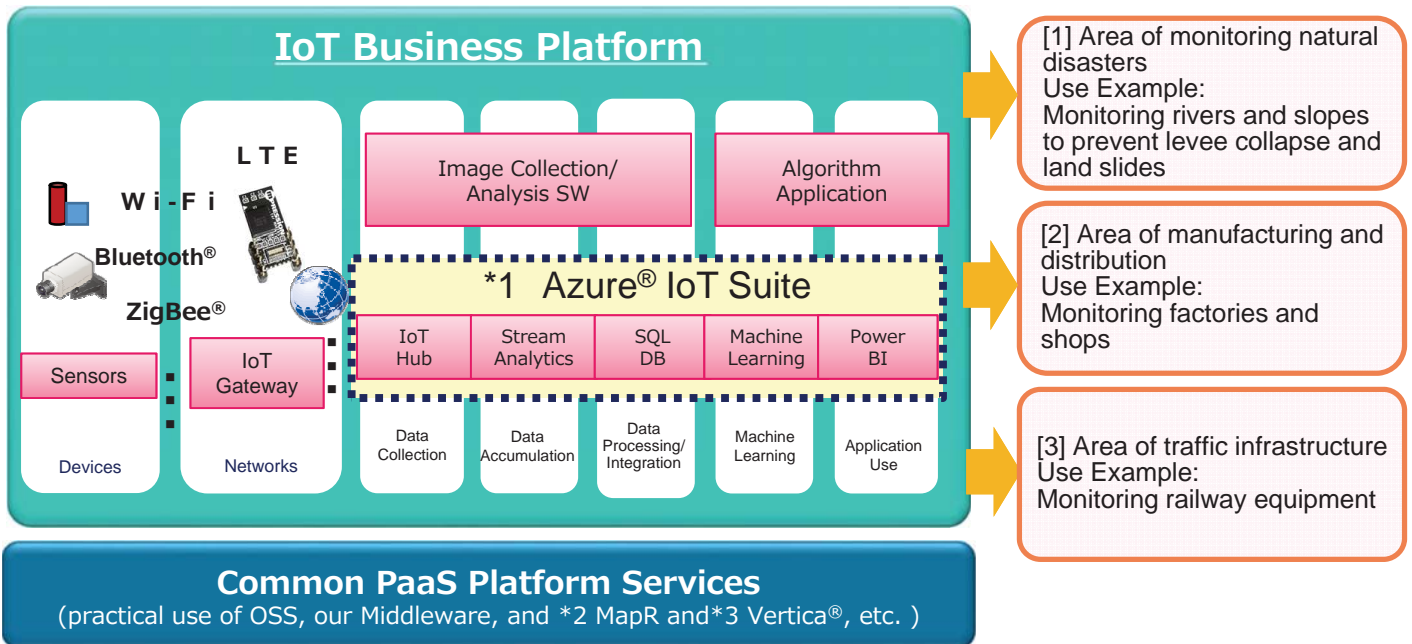 IoT Business Platform
L T E
W i - F i
Bluetooth®
ZigBee®
Sensors
IoT
Gateway
Devices
Networks
Image Collection/
Analysis SW
Algorithm
Application
*1 Azure® IoT Suite
IoT
Hub
Stream
Analytics
SQL
DB
Machine
Learning
Power
BI
Data
Collection
Data
Accumulation
Data
Processing/
Integration
Machine
Learning
Application
Use
[1] Area of monitoring natural
disasters
Use Example:
Monitoring rivers and slopes
to prevent levee collapse and
land slides
[2] Area of manufacturing and
distribution
Use Example:
Monitoring factories and
shops
[3] Area of traffic infrastructure
Use Example:
Monitoring railway equipment
Common PaaS Platform Services
(practical use of OSS, our Middleware, and *2 MapR and*3 Vertica®, etc. )